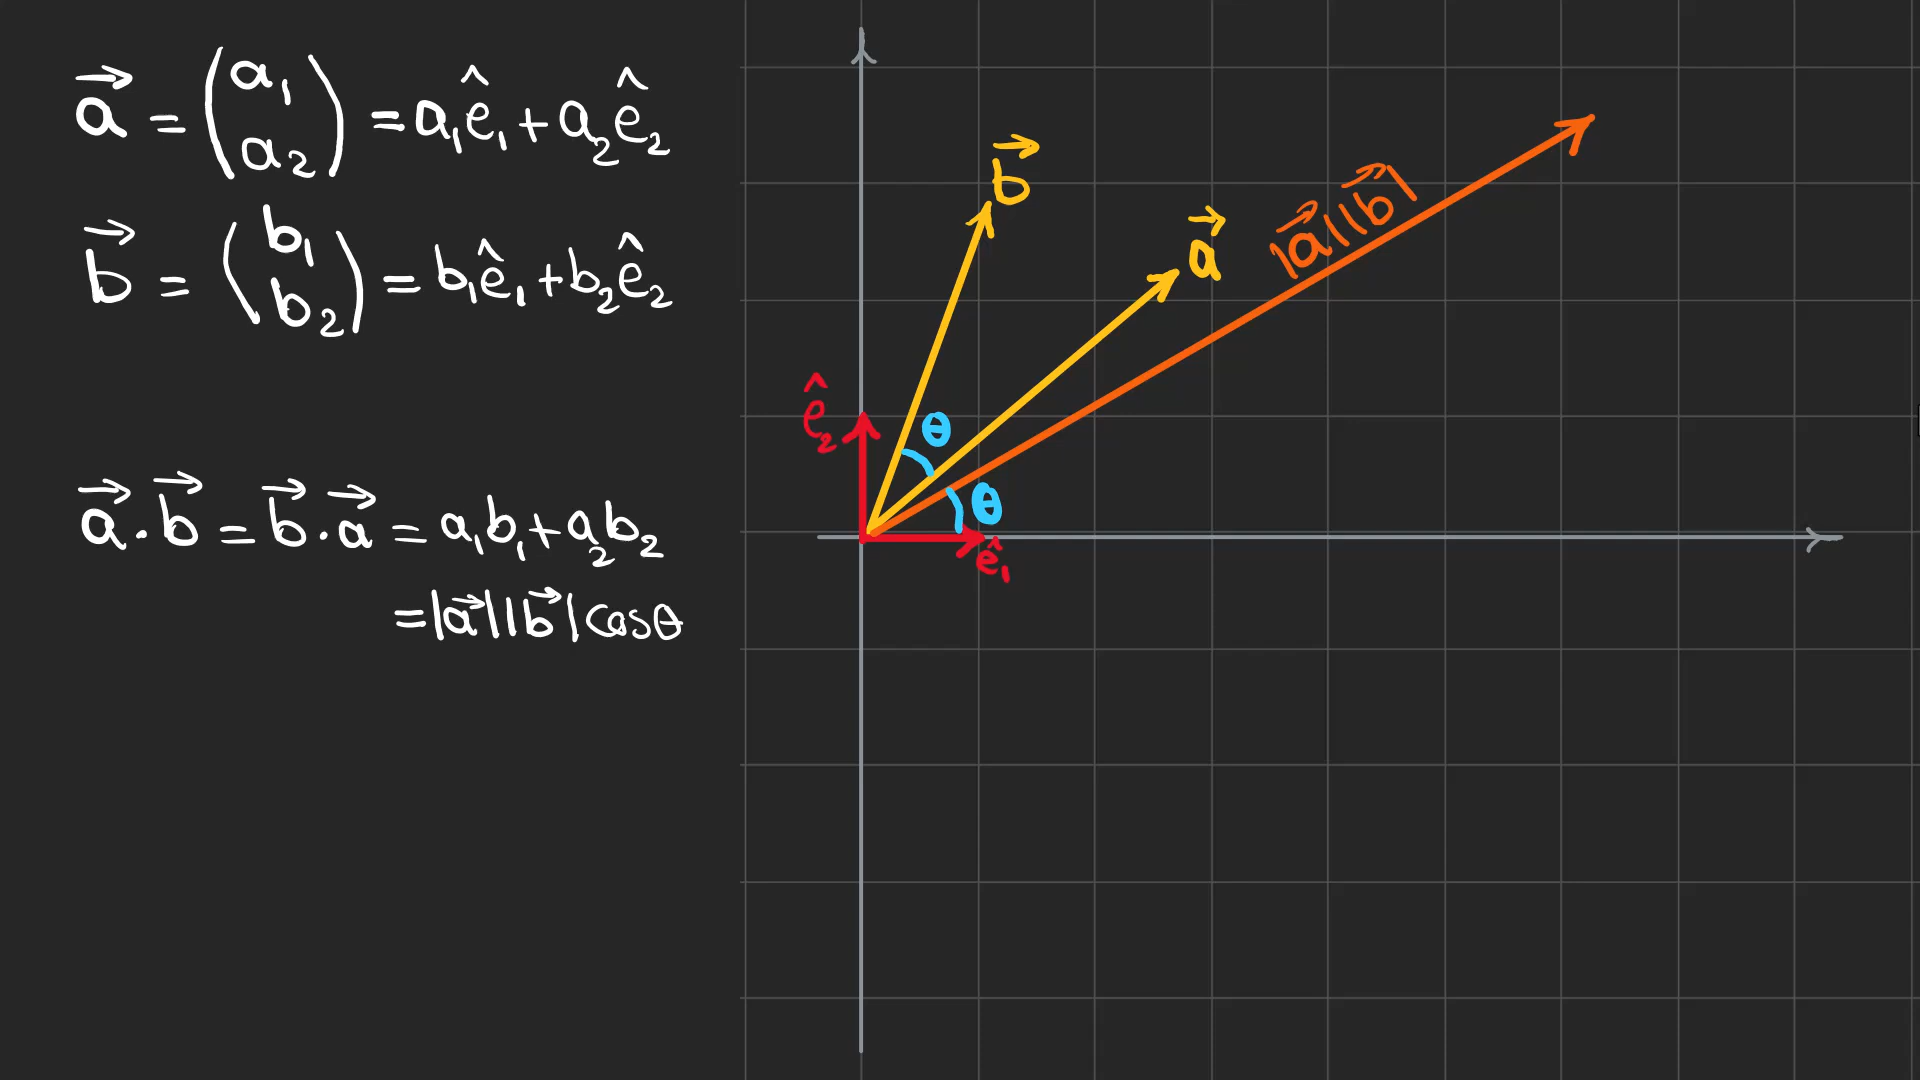 a⃗ = (a₁ a₂) = a₁ê₁ + a₂ê₂
b⃗ = (b₁ b₂) = b₁ê₁ + b₂ê₂
a⃗ · b⃗ = b⃗ · a⃗ = a₁b₁ + a₂b₂
= |a⃗||b⃗| cosθ
b⃗
a⃗
|a⃗||b⃗|
ê₂
θ
θ
ê₁